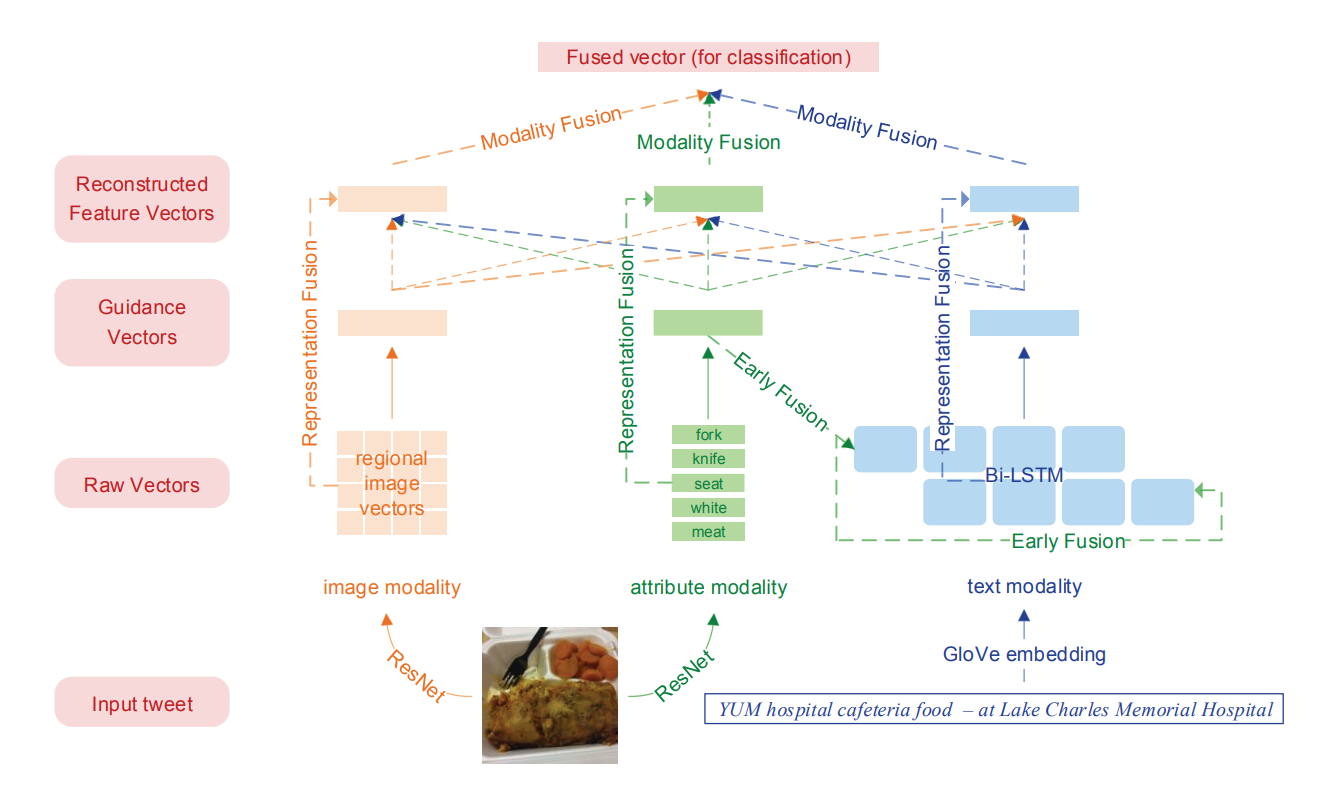 Fused vector (for classification)
Modality Fusion
Modality Fusion
Modality Fusion
Reconstructed
Feature Vectors
Representation Fusion
Representation Fusion
Representation Fusion
Guidance
Vectors
Early Fusion
Raw Vectors
regional
image
vectors
fork
knife
seat
white
meat
Bi-LSTM
Early Fusion
image modality
attribute modality
text modality
ResNet
ResNet
GloVe embedding
Input tweet
YUM hospital cafeteria food – at Lake Charles Memorial Hospital